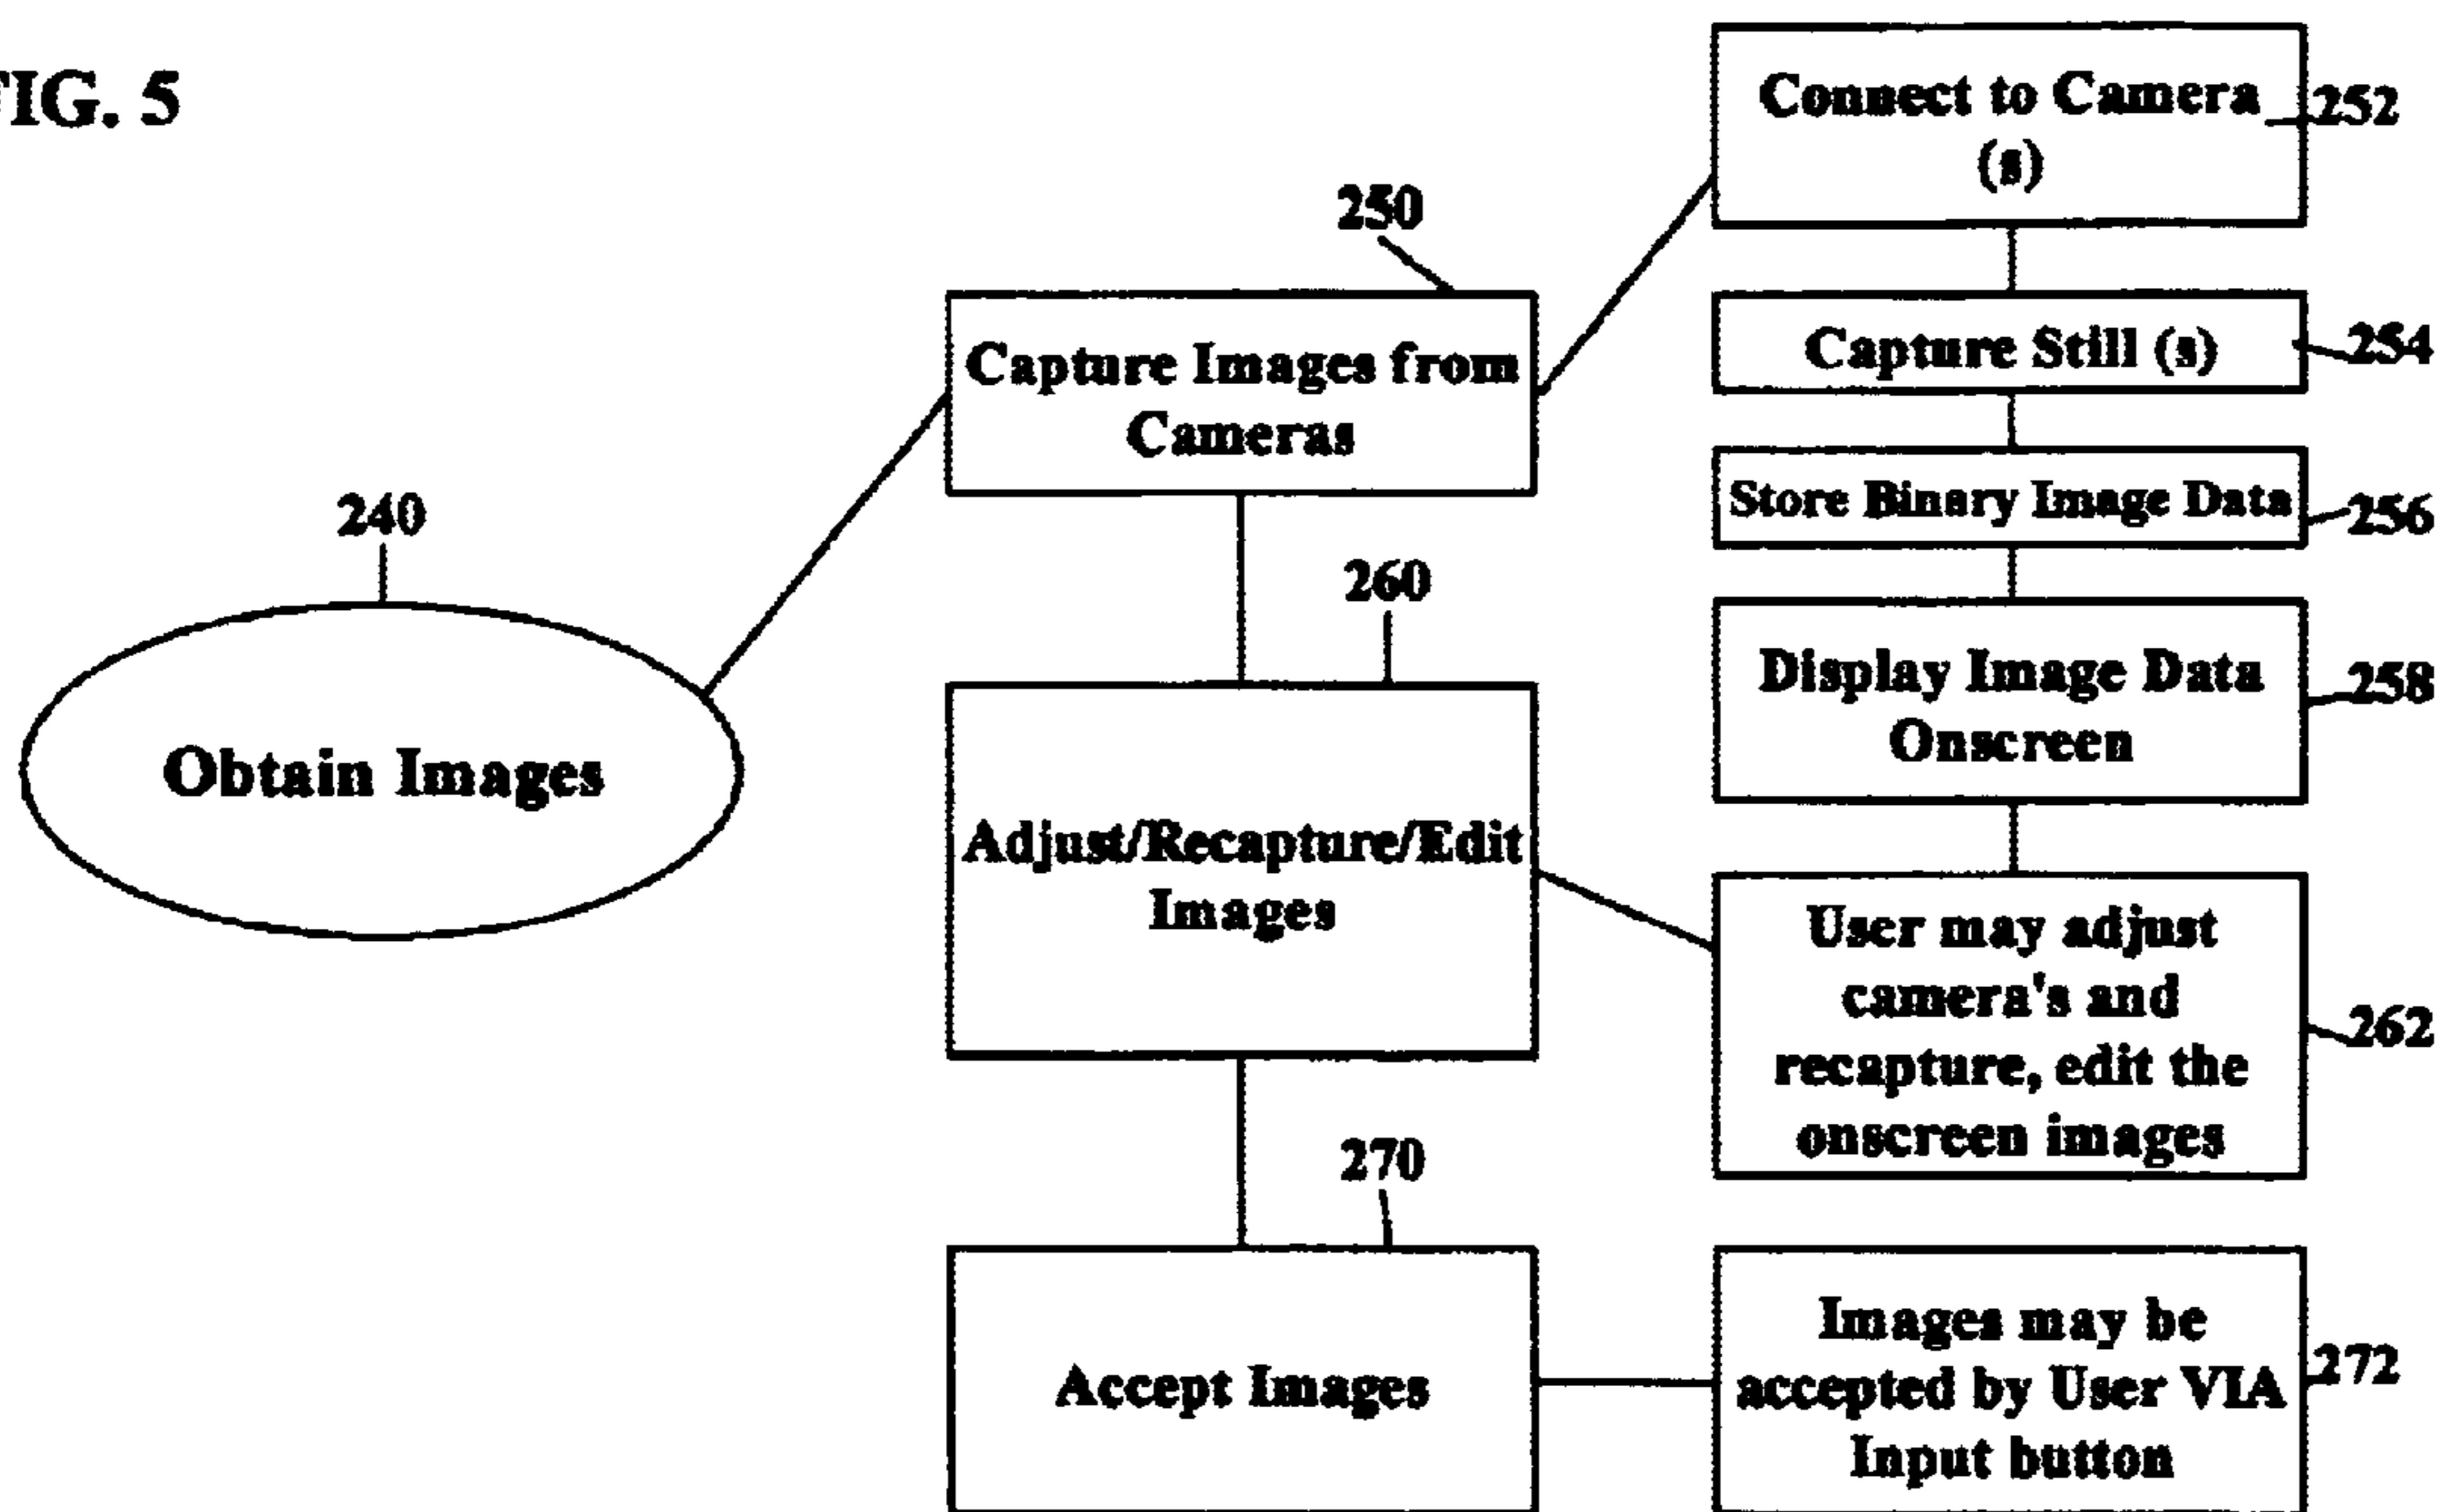 FIG. 5
Connect to Camera
(s)
252
250
Capture Images from
Cameras
Capture Still (s)
254
Store Binary Image Data
256
240
Obtain Images
260
Display Image Data
Onscreen
258
Adjust/Recapture/Edit
Images
User may adjust
camera's and
recapture, edit the
onscreen images
262
270
Accept Images
Images may be
accepted by User VIA
Input button
272